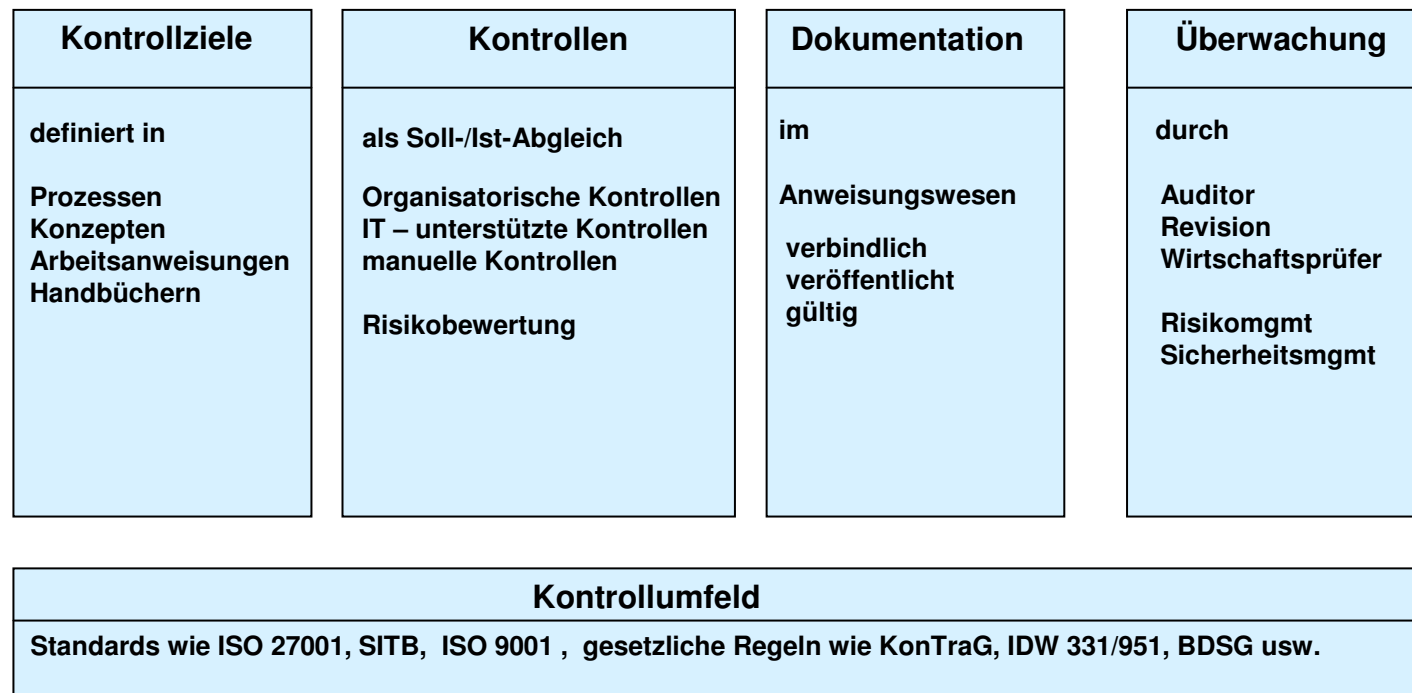 Kontrollziele
definiert in
Prozessen
Konzepten
Arbeitsanweisungen
Handbüchern
Kontrollen
als Soll-/Ist-Abgleich
Organisatorische Kontrollen
IT – unterstützte Kontrollen
manuelle Kontrollen
Risikobewertung
Dokumentation
im
Anweisungswesen
verbindlich
veröffentlicht
gültig
Überwachung
durch
Auditor
Revision
Wirtschaftsprüfer
Risikomgmt
Sicherheitsmgmt
Kontrollumfeld
Standards wie ISO 27001, SITB, ISO 9001 , gesetzliche Regeln wie KonTraG, IDW 331/951, BDSG usw.